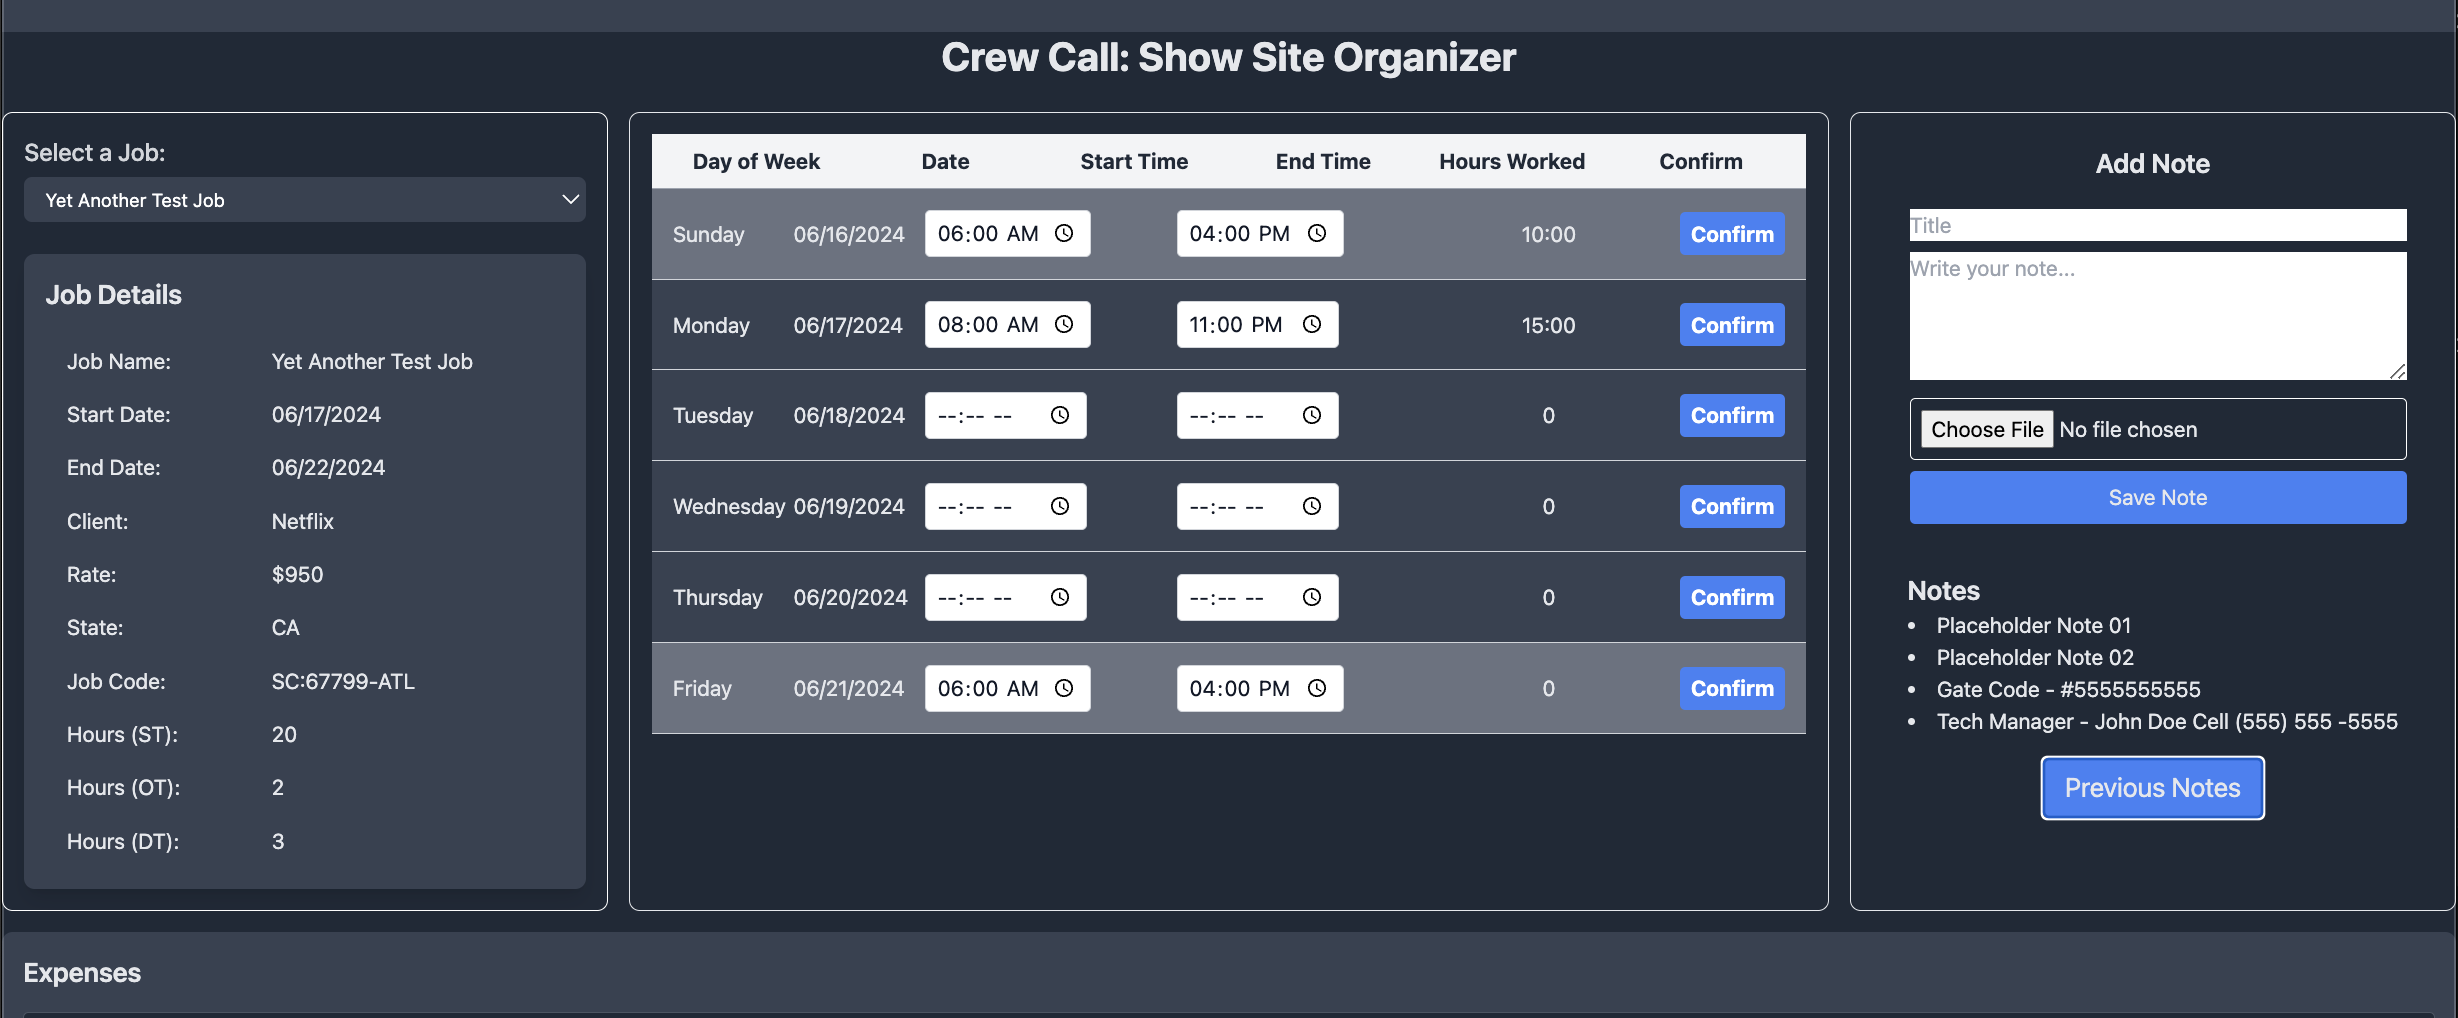 Crew Call: Show Site Organizer
Select a Job:
Yet Another Test Job
Job Details
Job Name: Yet Another Test Job
Start Date: 06/17/2024
End Date: 06/22/2024
Client: Netflix
Rate: $950
State: CA
Job Code: SC:67799-ATL
Hours (ST): 20
Hours (OT): 2
Hours (DT): 3
Day of Week Date Start Time End Time Hours Worked Confirm
Sunday 06/16/2024 06:00 AM 04:00 PM 10:00 Confirm
Monday 06/17/2024 08:00 AM 11:00 PM 15:00 Confirm
Tuesday 06/18/2024 --:-- -- --:-- -- 0 Confirm
Wednesday 06/19/2024 --:-- -- --:-- -- 0 Confirm
Thursday 06/20/2024 --:-- -- --:-- -- 0 Confirm
Friday 06/21/2024 06:00 AM 04:00 PM 0 Confirm
Add Note
Title
Write your note...
Choose File No file chosen
Save Note
Notes
• Placeholder Note 01
• Placeholder Note 02
• Gate Code - #5555555555
• Tech Manager - John Doe Cell (555) 555 -5555
Previous Notes
Expenses